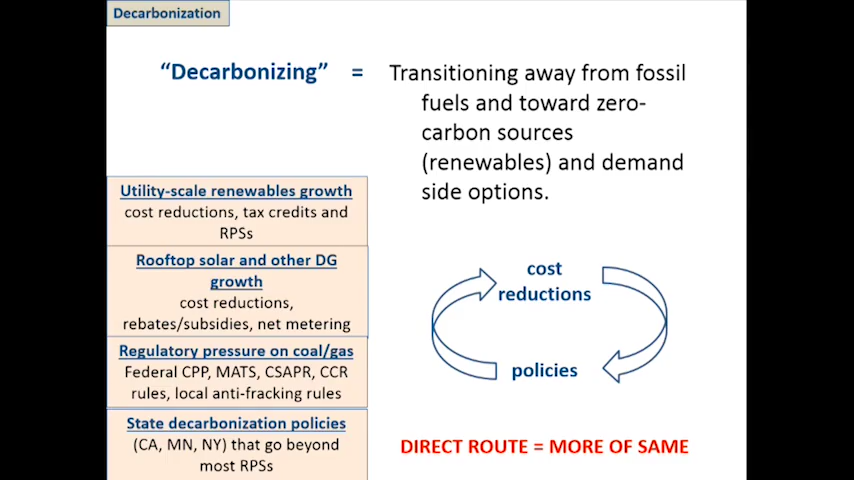 Decarbonization
“Decarbonizing” = Transitioning away from fossil
fuels and toward zero-
carbon sources
(renewables) and demand
side options.
Utility-scale renewables growth
cost reductions, tax credits and
RPSs
Rooftop solar and other DG
growth
cost reductions,
rebates/subsidies, net metering
Regulatory pressure on coal/gas
Federal CPP, MATS, CSAPR, CCR
rules, local anti-fracking rules
State decarbonization policies
(CA, MN, NY) that go beyond
most RPSs
cost
reductions
policies
DIRECT ROUTE = MORE OF SAME